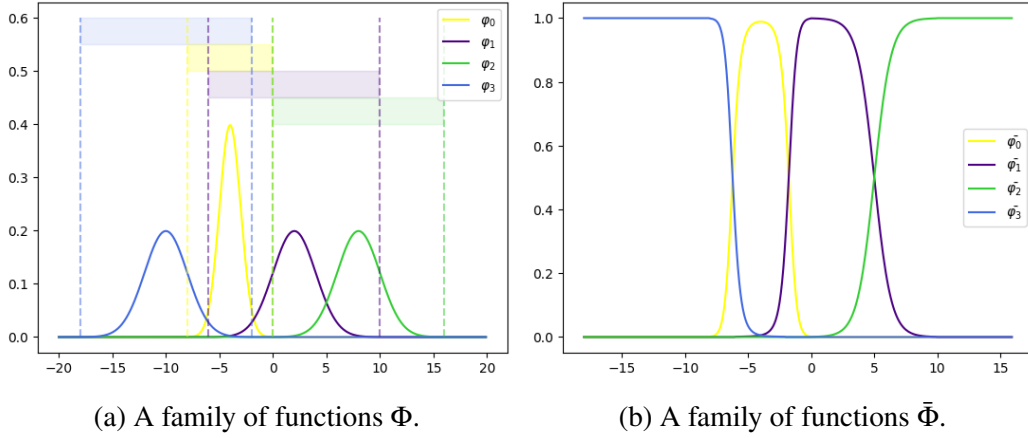 0.6
0.5
0.4
0.3
0.2
0.1
0.0
−20 −15 −10 −5 0 5 10 15 20
φ₀
φ₁
φ₂
φ₃
1.0
0.8
0.6
0.4
0.2
0.0
−15 −10 −5 0 5 10 15
φ̄₀
φ̄₁
φ̄₂
φ̄₃
(a) A family of functions Φ.
(b) A family of functions Φ̄.